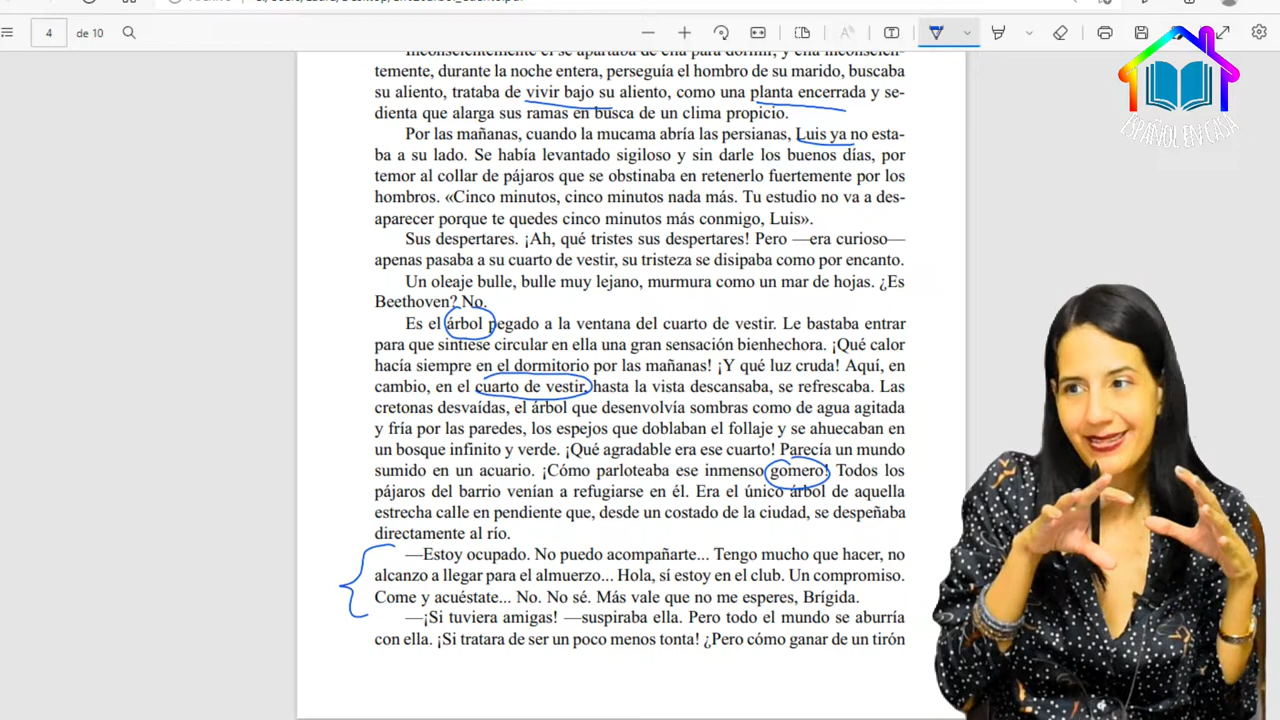 4
de 10
Inconscientemente él se apartaba de ella para dormir, y ella inconscien-
temente, durante la noche entera, perseguía el hombro de su marido, buscaba
su aliento, trataba de vivir bajo su aliento, como una planta encerrada y se-
dienta que alarga sus ramas en busca de un clima propicio.
Por las mañanas, cuando la mucama abría las persianas, Luis ya no esta-
ba a su lado. Se había levantado sigiloso y sin darle los buenos días, por
temor al collar de pájaros que se obstinaba en retenerlo fuertemente por los
hombros. «Cinco minutos, cinco minutos nada más. Tu estudio no va a des-
aparecer porque te quedes cinco minutos más conmigo, Luis».
Sus despertares. ¡Ah, qué tristes sus despertares! Pero —era curioso—
apenas pasaba a su cuarto de vestir, su tristeza se disipaba como por encanto.
Un oleaje bulle, bulle muy lejano, murmura como un mar de hojas. ¿Es
Beethoven? No.
Es el árbol pegado a la ventana del cuarto de vestir. Le bastaba entrar
para que sintiese circular en ella una gran sensación bienhechora. ¡Qué calor
hacía siempre en el dormitorio por las mañanas! ¡Y qué luz cruda! Aquí, en
cambio, en el cuarto de vestir, hasta la vista descansaba, se refrescaba. Las
cretonas desvaídas, el árbol que desenvolvía sombras como de agua agitada
y fría por las paredes, los espejos que doblaban el follaje y se ahuecaban en
un bosque infinito y verde. ¡Qué agradable era ese cuarto! Parecía un mundo
sumido en un acuario. ¡Cómo parloteaba ese inmenso gomero! Todos los
pájaros del barrio venían a refugiarse en él. Era el único árbol de aquella
estrecha calle en pendiente que, desde un costado de la ciudad, se despeñaba
directamente al río.
—Estoy ocupado. No puedo acompañarte... Tengo mucho que hacer, no
alcanzo a llegar para el almuerzo... Hola, sí estoy en el club. Un compromiso.
Come y acuéstate... No. No sé. Más vale que no me esperes, Brígida.
—¡Si tuviera amigas! —suspiraba ella. Pero todo el mundo se aburría
con ella. ¡Si tratara de ser un poco menos tonta! ¿Pero cómo ganar de un tirón
ESPAÑOL EN CASA